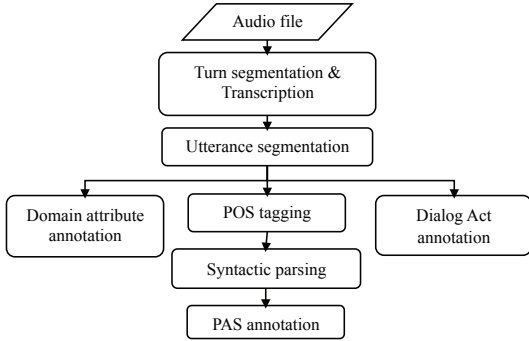 Audio file
Turn segmentation &
Transcription
Utterance segmentation
Domain attribute
annotation
POS tagging
Dialog Act
annotation
Syntactic parsing
PAS annotation